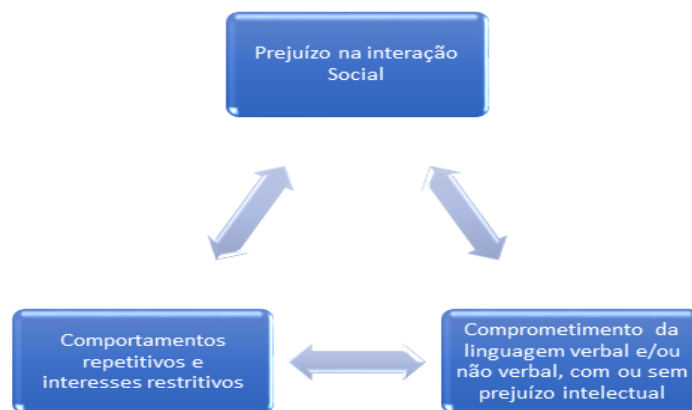 Prejuízo na interação
Social
Comportamentos
repetitivos e
interesses restritivos
Comprometimento da
linguagem verbal e/ou
não verbal, com ou sem
prejuízo intelectual